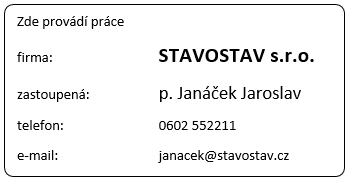 Zde provádí práce
firma: STAVOSTAV s.r.o.
zastoupená: p. Janáček Jaroslav
telefon: 0602 552211
e-mail: janacek@stavostav.cz